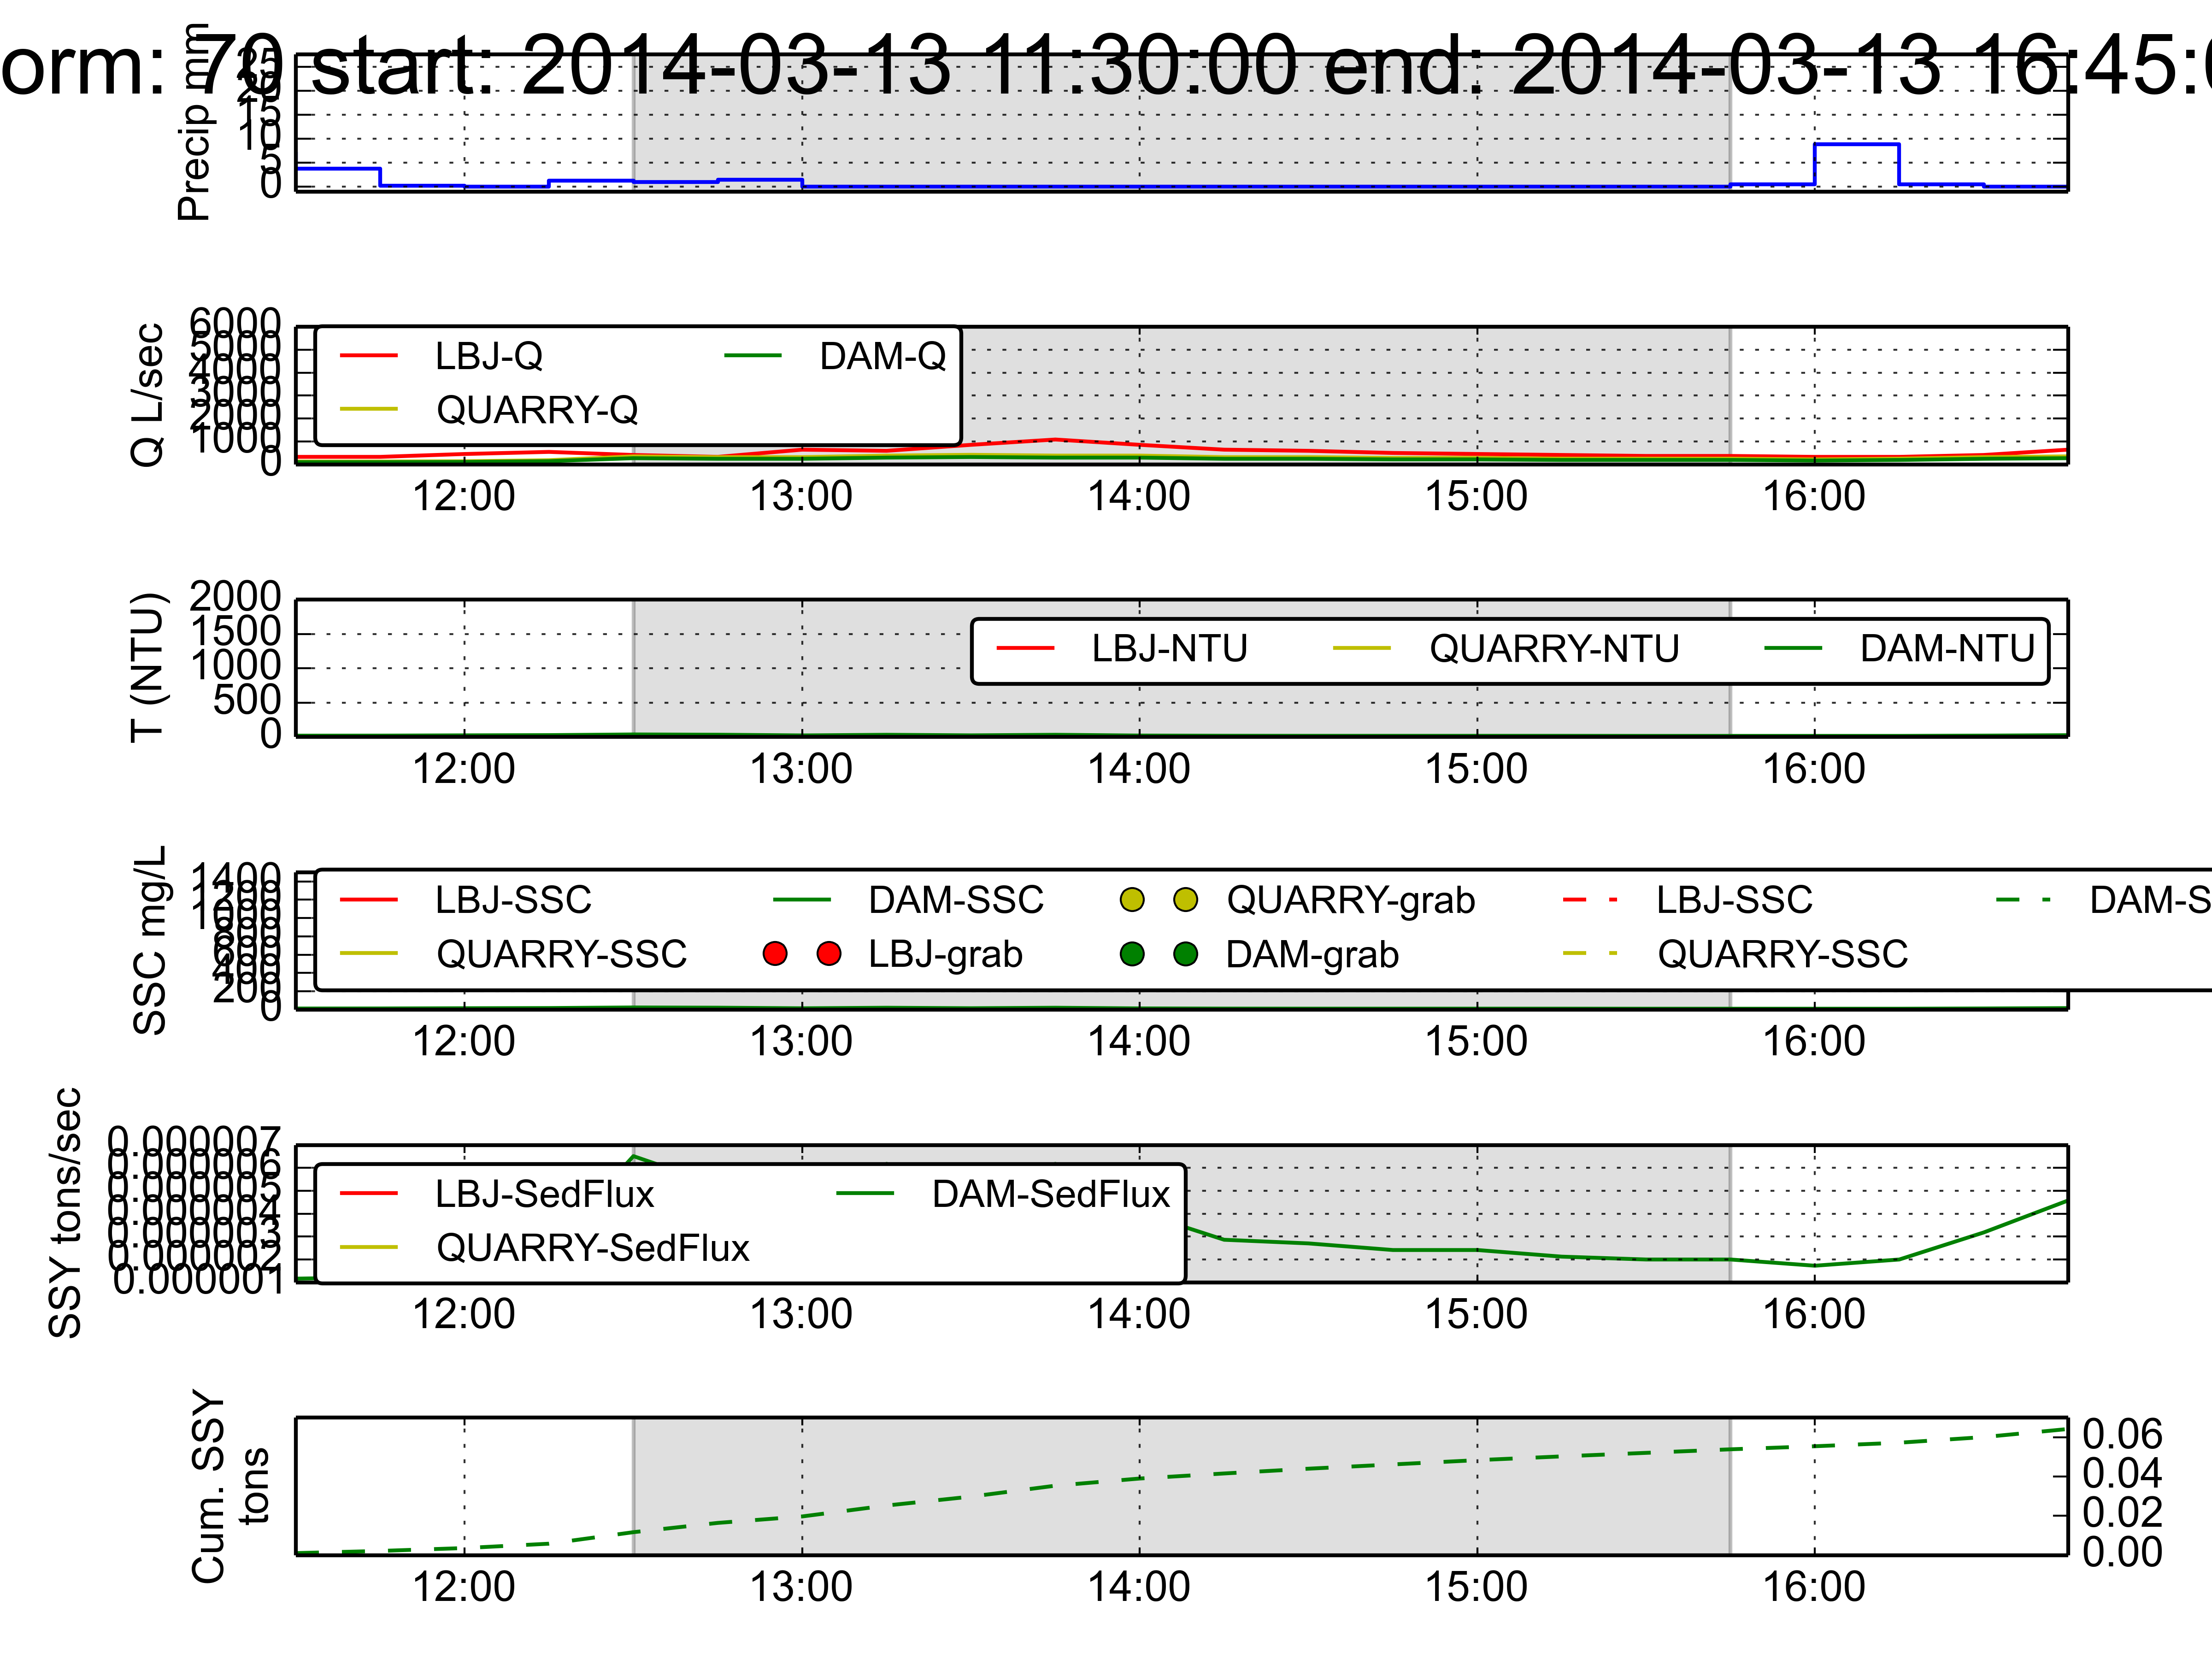 orm: 70 start: 2014-03-13 11:30:00 end: 2014-03-13 16:45:0
Precip mm
25
20
15
10
5
0
Q L/sec
6000
5000
4000
3000
2000
1000
0
LBJ-Q
DAM-Q
QUARRY-Q
12:00 13:00 14:00 15:00 16:00
T (NTU)
2000
1500
1000
500
0
LBJ-NTU QUARRY-NTU DAM-NTU
12:00 13:00 14:00 15:00 16:00
SSC mg/L
1400
1200
1000
800
600
400
200
0
LBJ-SSC DAM-SSC QUARRY-grab LBJ-SSC DAM-S
QUARRY-SSC LBJ-grab DAM-grab QUARRY-SSC
12:00 13:00 14:00 15:00 16:00
SSY tons/sec
0.000007
0.000006
0.000005
0.000004
0.000003
0.000002
0.000001
LBJ-SedFlux DAM-SedFlux
QUARRY-SedFlux
12:00 13:00 14:00 15:00 16:00
Cum. SSY
tons
0.06
0.04
0.02
0.00
12:00 13:00 14:00 15:00 16:00